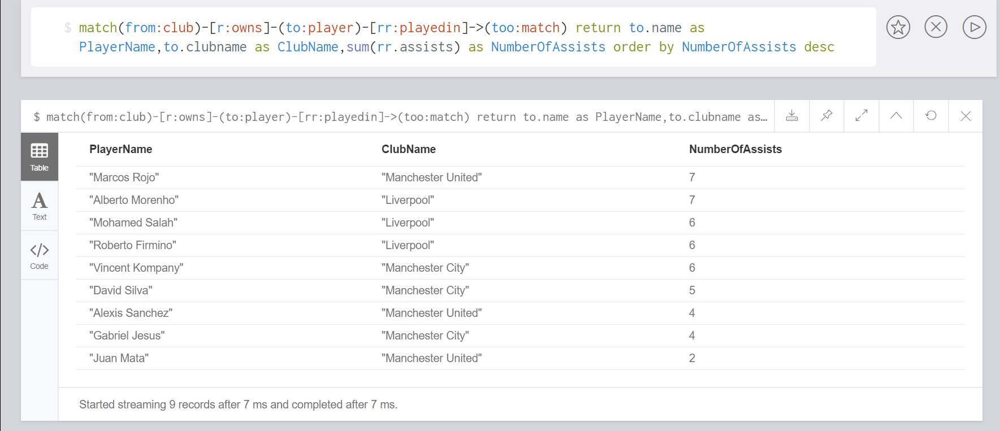 $ match(from:club)-[r:owns]-(to:player)-[rr:playedin]->(too:match) return to.name as
PlayerName,to.clubname as ClubName,sum(rr.assists) as NumberOfAssists order by NumberOfAssists desc
$ match(from:club)-[r:owns]-(to:player)-[rr:playedin]->(too:match) return to.name as PlayerName,to.clubname as…
Table
Text
Code
PlayerName ClubName NumberOfAssists
"Marcos Rojo" "Manchester United" 7
"Alberto Morenho" "Liverpool" 7
"Mohamed Salah" "Liverpool" 6
"Roberto Firmino" "Liverpool" 6
"Vincent Kompany" "Manchester City" 6
"David Silva" "Manchester City" 5
"Alexis Sanchez" "Manchester United" 4
"Gabriel Jesus" "Manchester City" 4
"Juan Mata" "Manchester United" 2
Started streaming 9 records after 7 ms and completed after 7 ms.